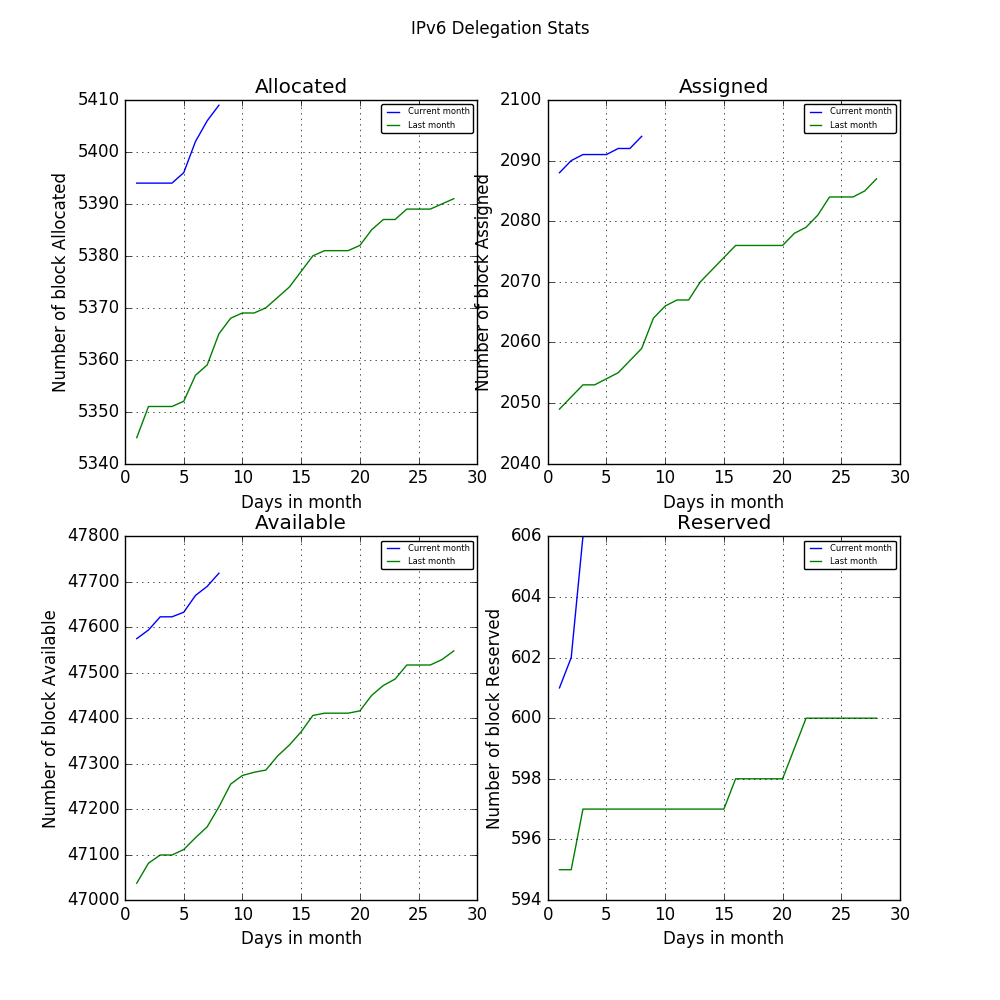 IPv6 Delegation Stats
Allocated
5410
5400
5390
5380
5370
5360
5350
5340
Number of block Allocated
0 5 10 15 20 25 30
Days in month
Current month
Last month
Assigned
2100
2090
2080
2070
2060
2050
2040
Number of block Assigned
0 5 10 15 20 25 30
Days in month
Current month
Last month
Available
47800
47700
47600
47500
47400
47300
47200
47100
47000
Number of block Available
0 5 10 15 20 25 30
Days in month
Current month
Last month
Reserved
606
604
602
600
598
596
594
Number of block Reserved
0 5 10 15 20 25 30
Days in month
Current month
Last month